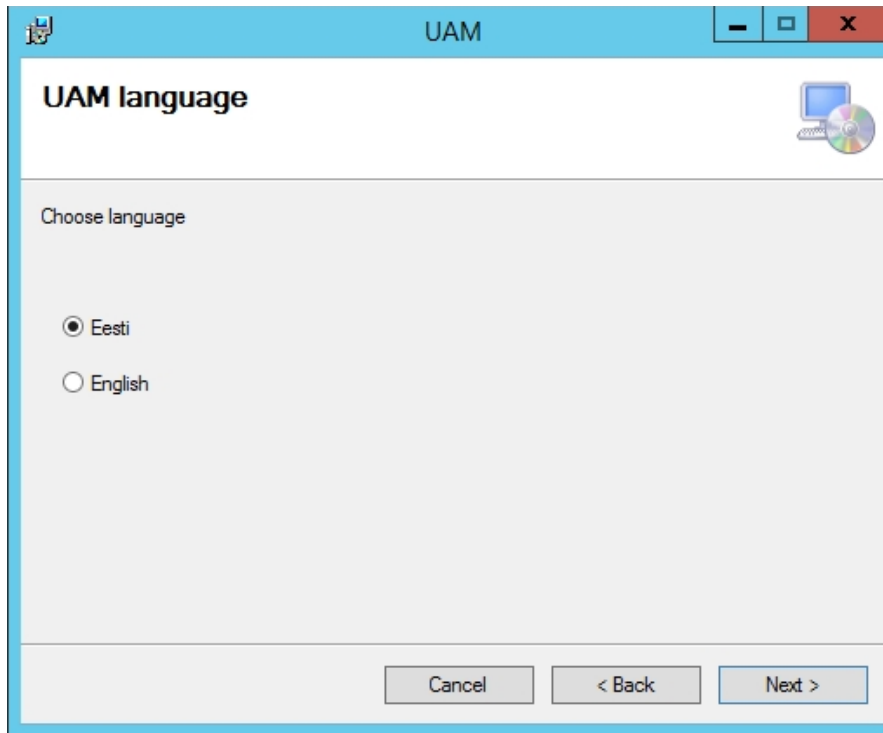 UAM
UAM language
Choose language
Eesti
English
Cancel
< Back
Next >